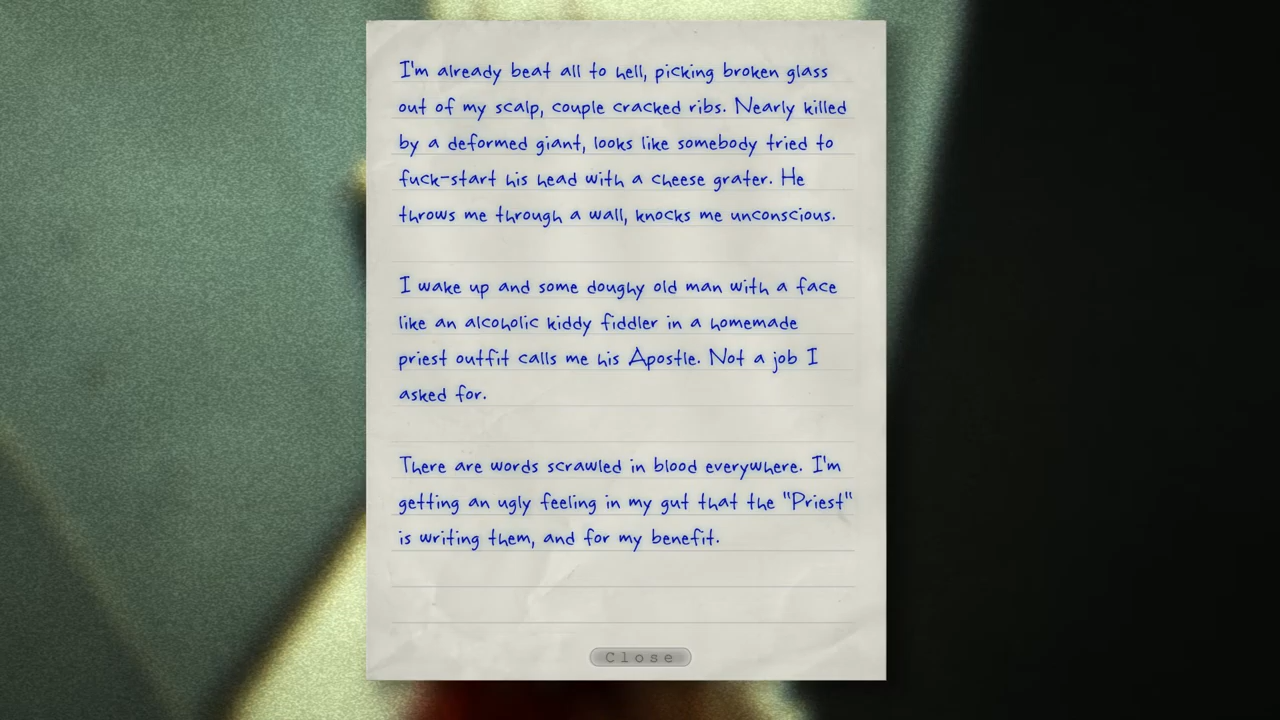 I'm already beat all to hell, picking broken glass
out of my scalp, couple cracked ribs. Nearly killed
by a deformed giant, looks like somebody tried to
fuck-start his head with a cheese grater. He
throws me through a wall, knocks me unconscious.
I wake up and some doughy old man with a face
like an alcoholic kiddy fiddler in a homemade
priest outfit calls me his Apostle. Not a job I
asked for.
There are words scrawled in blood everywhere. I'm
getting an ugly feeling in my gut that the "Priest"
is writing them, and for my benefit.
Close